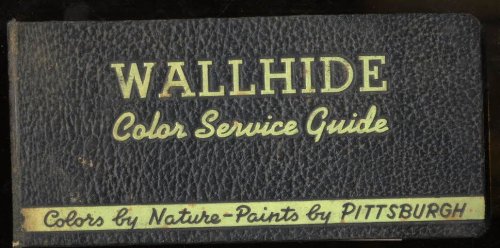 WALLHIDE
Color Service Guide
Colors by Nature-Paints by PITTSBURGH